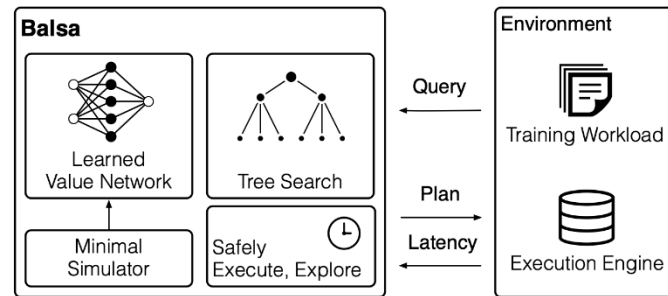 Balsa
Learned
Value Network
Tree Search
Minimal
Simulator
Safely
Execute, Explore
Query
Plan
Latency
Environment
Training Workload
Execution Engine